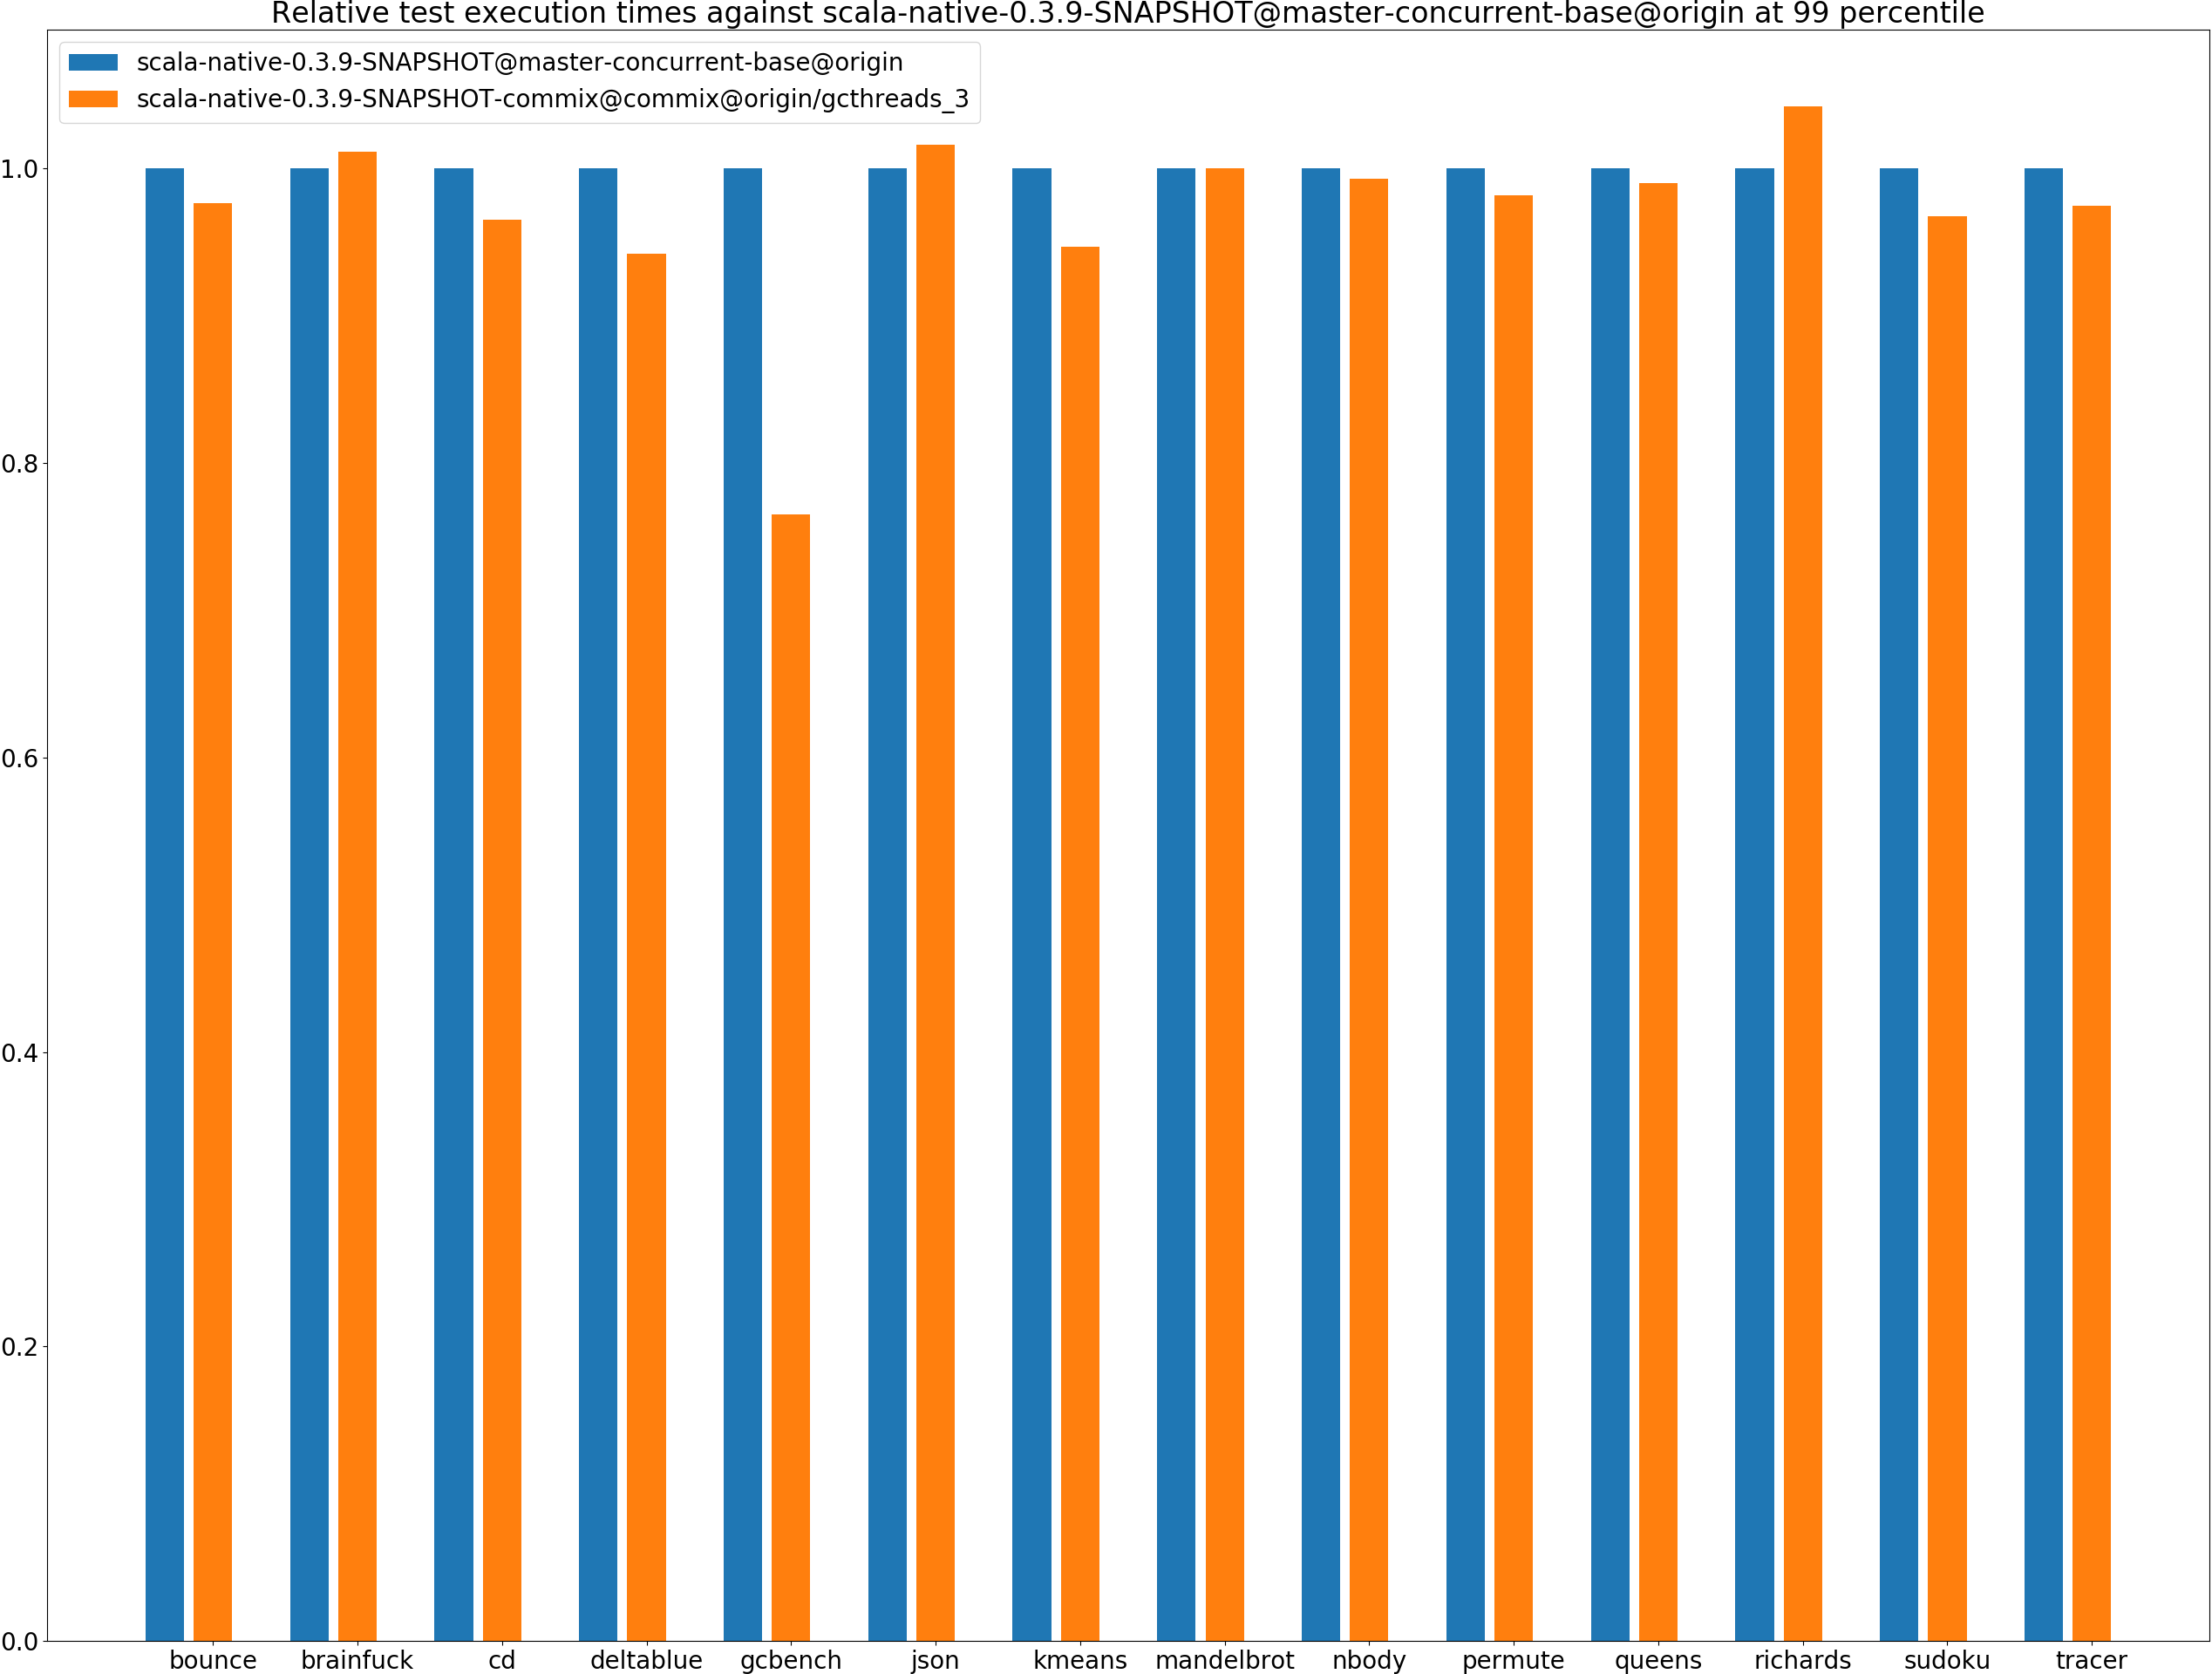 Relative test execution times against scala-native-0.3.9-SNAPSHOT@master-concurrent-base@origin at 99 percentile
scala-native-0.3.9-SNAPSHOT@master-concurrent-base@origin
scala-native-0.3.9-SNAPSHOT-commix@commix@origin/gcthreads_3
1.0
0.8
0.6
0.4
0.2
0.0
bounce brainfuck cd deltablue gcbench json kmeans mandelbrot nbody permute queens richards sudoku tracer